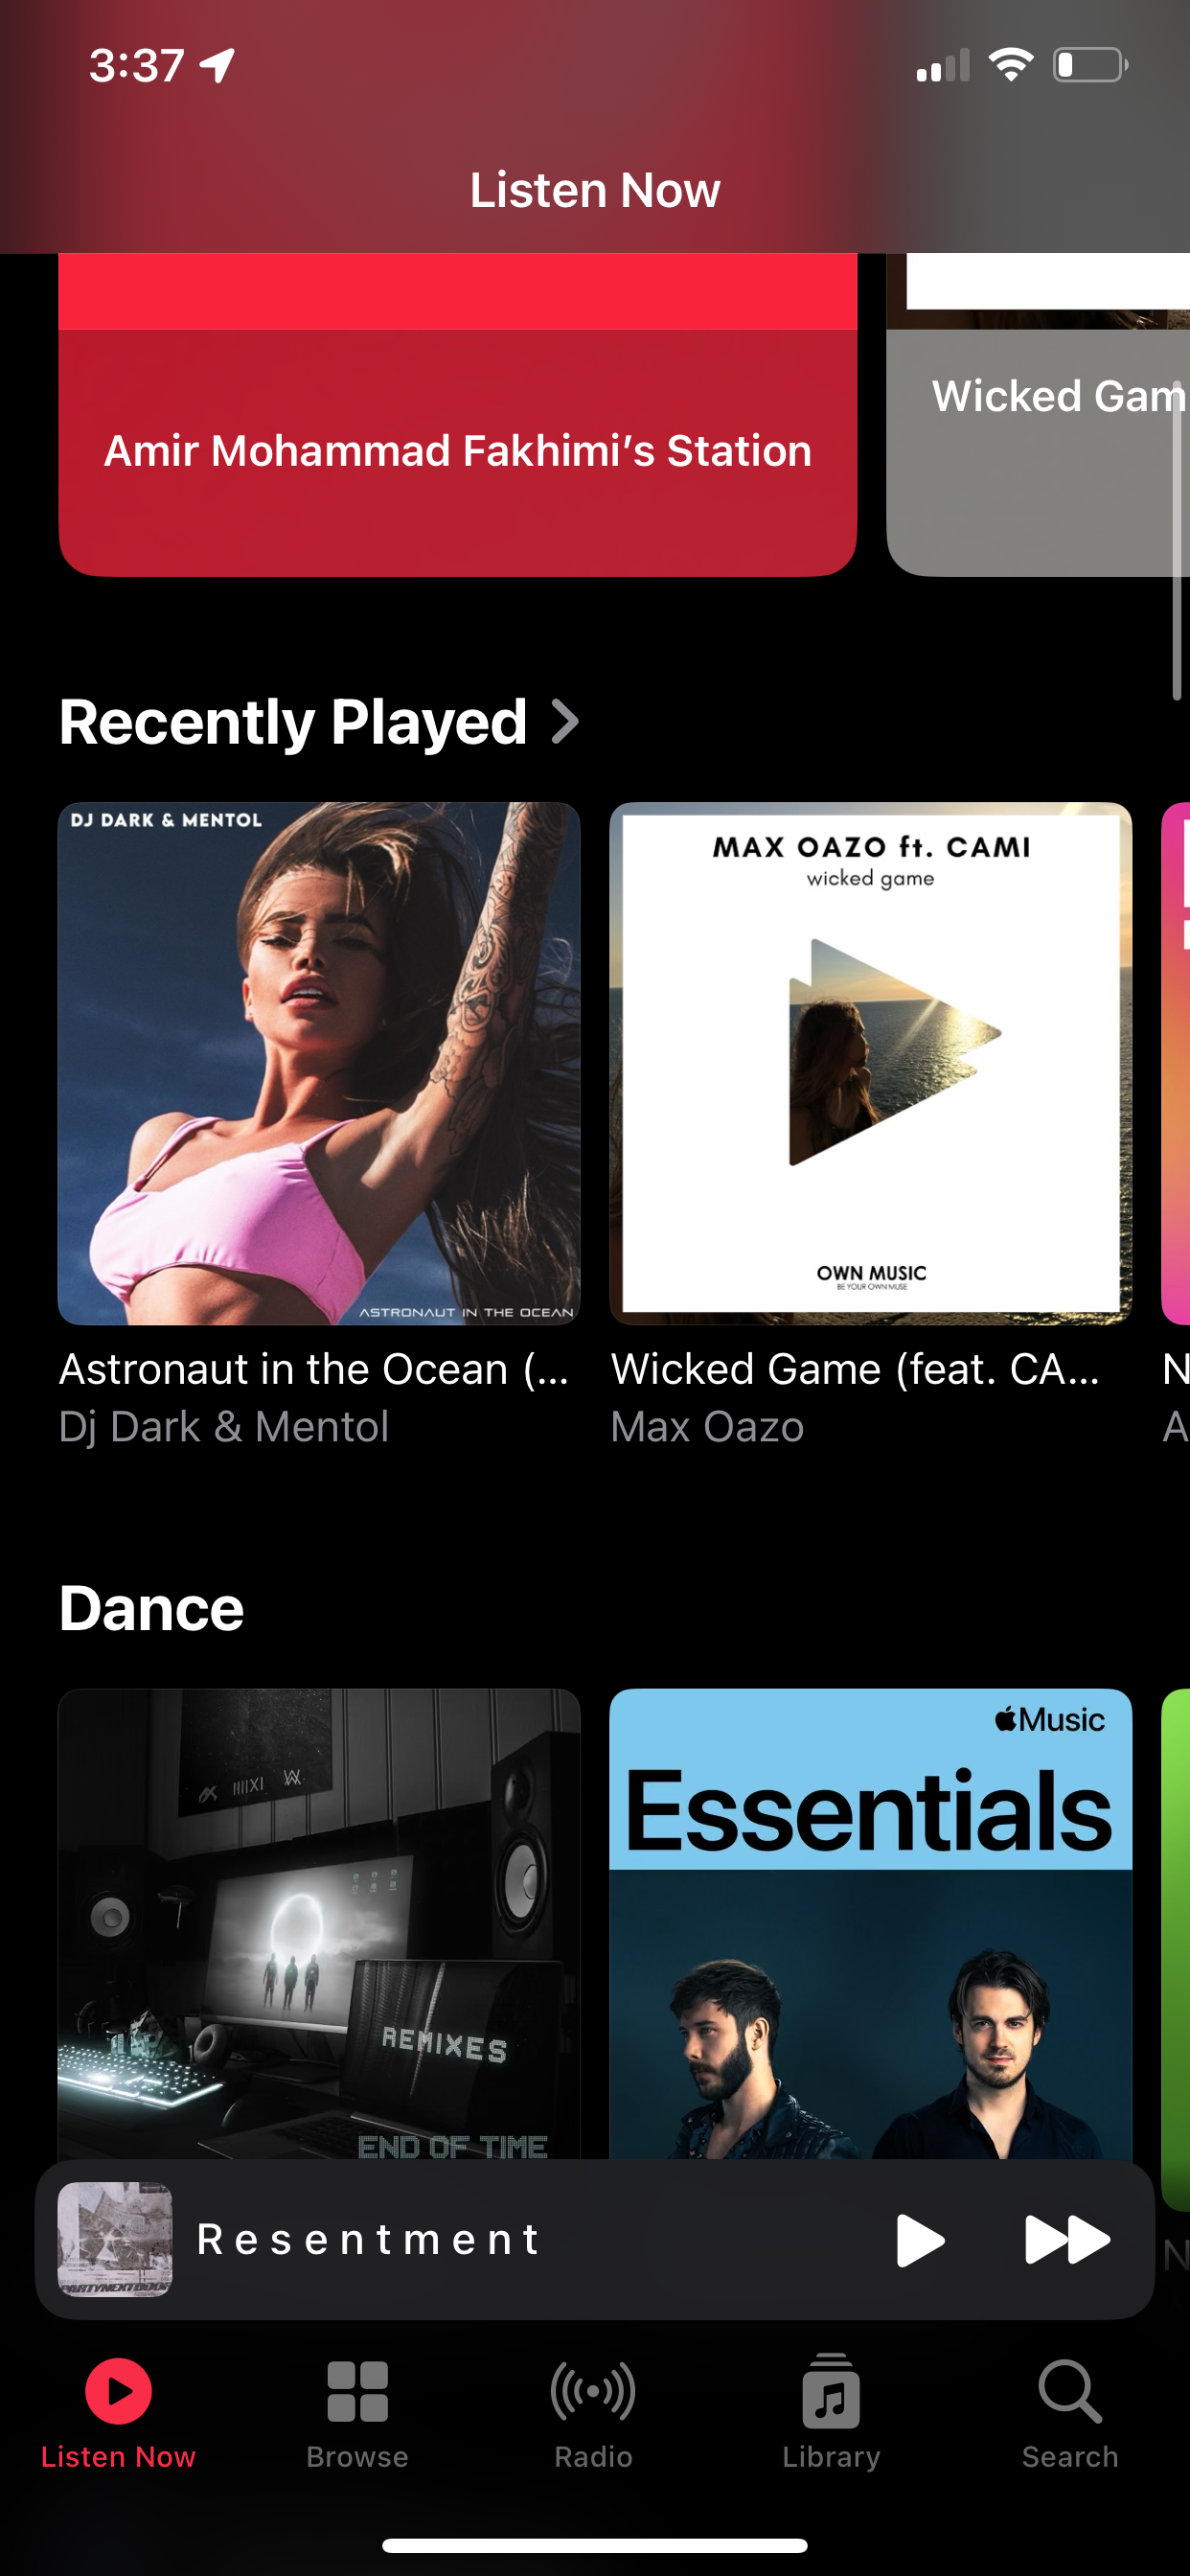 3:37
Listen Now
Amir Mohammad Fakhimi’s Station
Wicked Gam
Recently Played
DJ DARK & MENTOL
ASTRONAUT IN THE OCEAN
MAX OAZO ft. CAMI
wicked game
OWN MUSIC
BE YOUR OWN MUSE
Astronaut in the Ocean (...
Dj Dark & Mentol
Wicked Game (feat. CA...
Max Oazo
N
A
Dance
REMIXES
END OF TIME
Music
Essentials
PARTYNEXTDOOR
Resentment
N
Listen Now
Browse
Radio
Library
Search